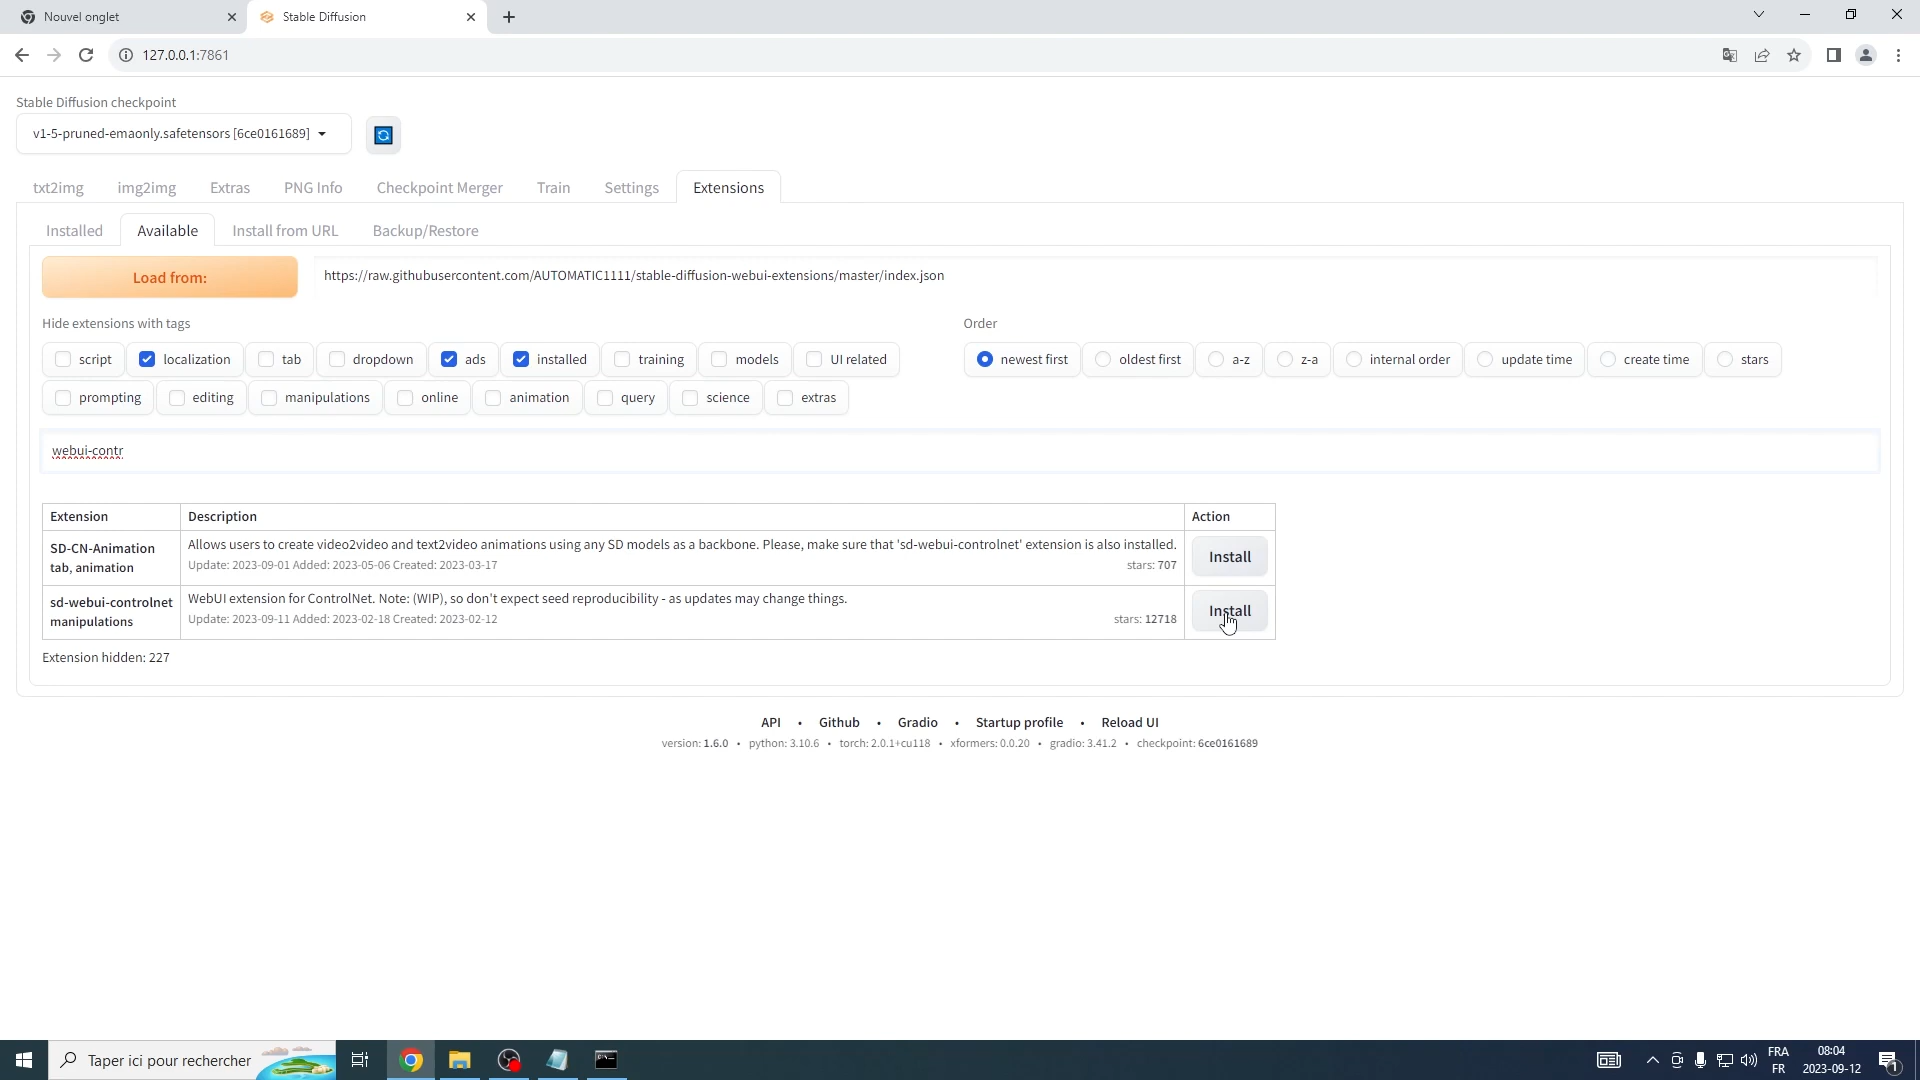 Nouvel onglet
Stable Diffusion
127.0.0.1:7861
Stable Diffusion checkpoint
v1-5-pruned-emaonly.safetensors [6ce0161689]
txt2img img2img Extras PNG Info Checkpoint Merger Train Settings Extensions
Installed Available Install from URL Backup/Restore
Load from: https://raw.githubusercontent.com/AUTOMATIC1111/stable-diffusion-webui-extensions/master/index.json
Hide extensions with tags
script localization tab dropdown ads installed training models UI related
prompting editing manipulations online animation query science extras
Order
newest first oldest first a-z z-a internal order update time create time stars
webui-contr
Extension Description Action
SD-CN-Animation
tab, animation
Allows users to create video2video and text2video animations using any SD models as a backbone. Please, make sure that 'sd-webui-controlnet' extension is also installed.
Update: 2023-09-01 Added: 2023-05-06 Created: 2023-03-17 stars: 707
Install
sd-webui-controlnet
manipulations
WebUI extension for ControlNet. Note: (WIP), so don't expect seed reproducibility - as updates may change things.
Update: 2023-09-11 Added: 2023-02-18 Created: 2023-02-12 stars: 12718
Install
Extension hidden: 227
API • Github • Gradio • Startup profile • Reload UI
version: 1.6.0 • python: 3.10.6 • torch: 2.0.1+cu118 • xformers: 0.0.20 • gradio: 3.41.2 • checkpoint: 6ce0161689
Taper ici pour rechercher
FRA
FR
08:04
2023-09-12
1